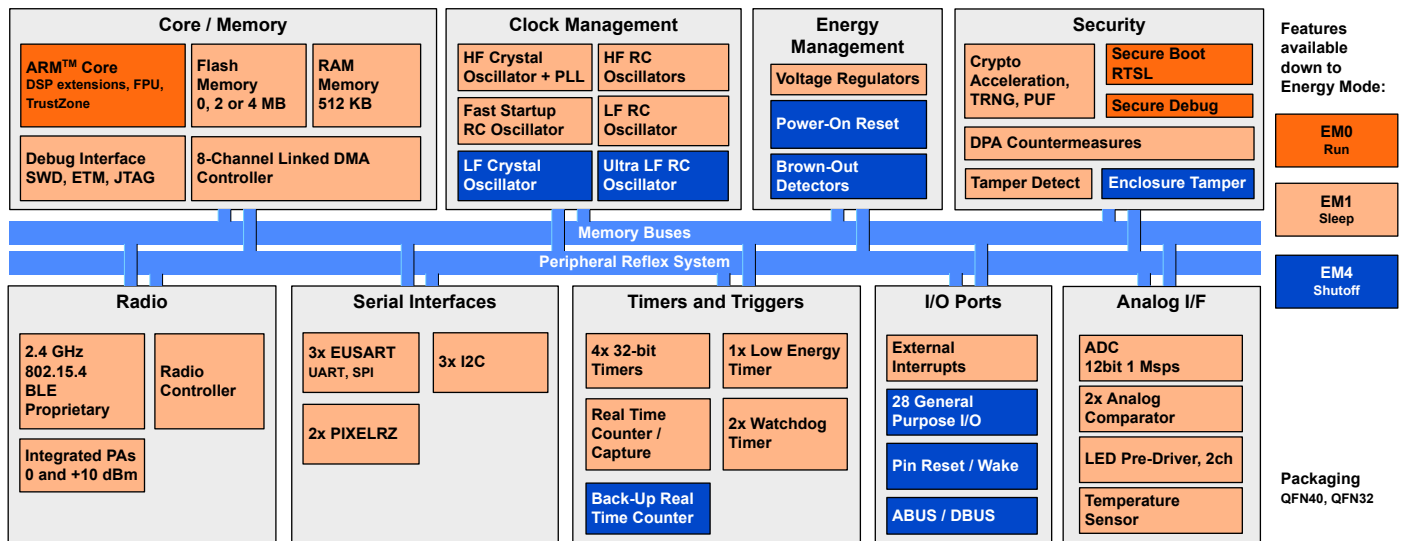 Core / Memory
ARM™ Core
DSP extensions, FPU,
TrustZone
Flash
Memory
0, 2 or 4 MB
RAM
Memory
512 KB
Debug Interface
SWD, ETM, JTAG
8-Channel Linked DMA
Controller
Clock Management
HF Crystal
Oscillator + PLL
HF RC
Oscillators
Fast Startup
RC Oscillator
LF RC
Oscillator
LF Crystal
Oscillator
Ultra LF RC
Oscillator
Energy
Management
Voltage Regulators
Power-On Reset
Brown-Out
Detectors
Security
Crypto
Acceleration,
TRNG, PUF
Secure Boot
RTSL
Secure Debug
DPA Countermeasures
Tamper Detect
Enclosure Tamper
Features
available
down to
Energy Mode:
EM0
Run
EM1
Sleep
EM4
Shutoff
Memory Buses
Peripheral Reflex System
Radio
2.4 GHz
802.15.4
BLE
Proprietary
Radio
Controller
Integrated PAs
0 and +10 dBm
Serial Interfaces
3x EUSART
UART, SPI
3x I2C
2x PIXELRZ
Timers and Triggers
4x 32-bit
Timers
1x Low Energy
Timer
Real Time
Counter /
Capture
2x Watchdog
Timer
Back-Up Real
Time Counter
I/O Ports
External
Interrupts
28 General
Purpose I/O
Pin Reset / Wake
ABUS / DBUS
Analog I/F
ADC
12bit 1 Msps
2x Analog
Comparator
LED Pre-Driver, 2ch
Temperature
Sensor
Packaging
QFN40, QFN32